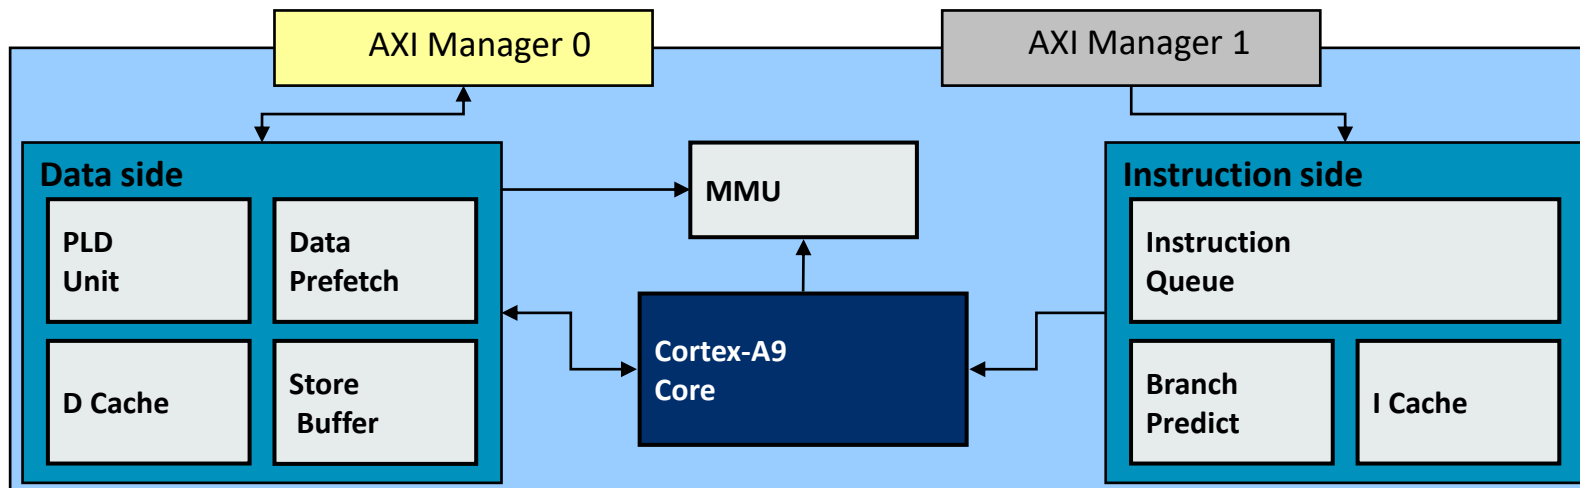 AXI Manager 0
AXI Manager 1
Data side
PLD
Unit
Data
Prefetch
D Cache
Store
Buffer
MMU
Cortex-A9
Core
Instruction side
Instruction
Queue
Branch
Predict
I Cache